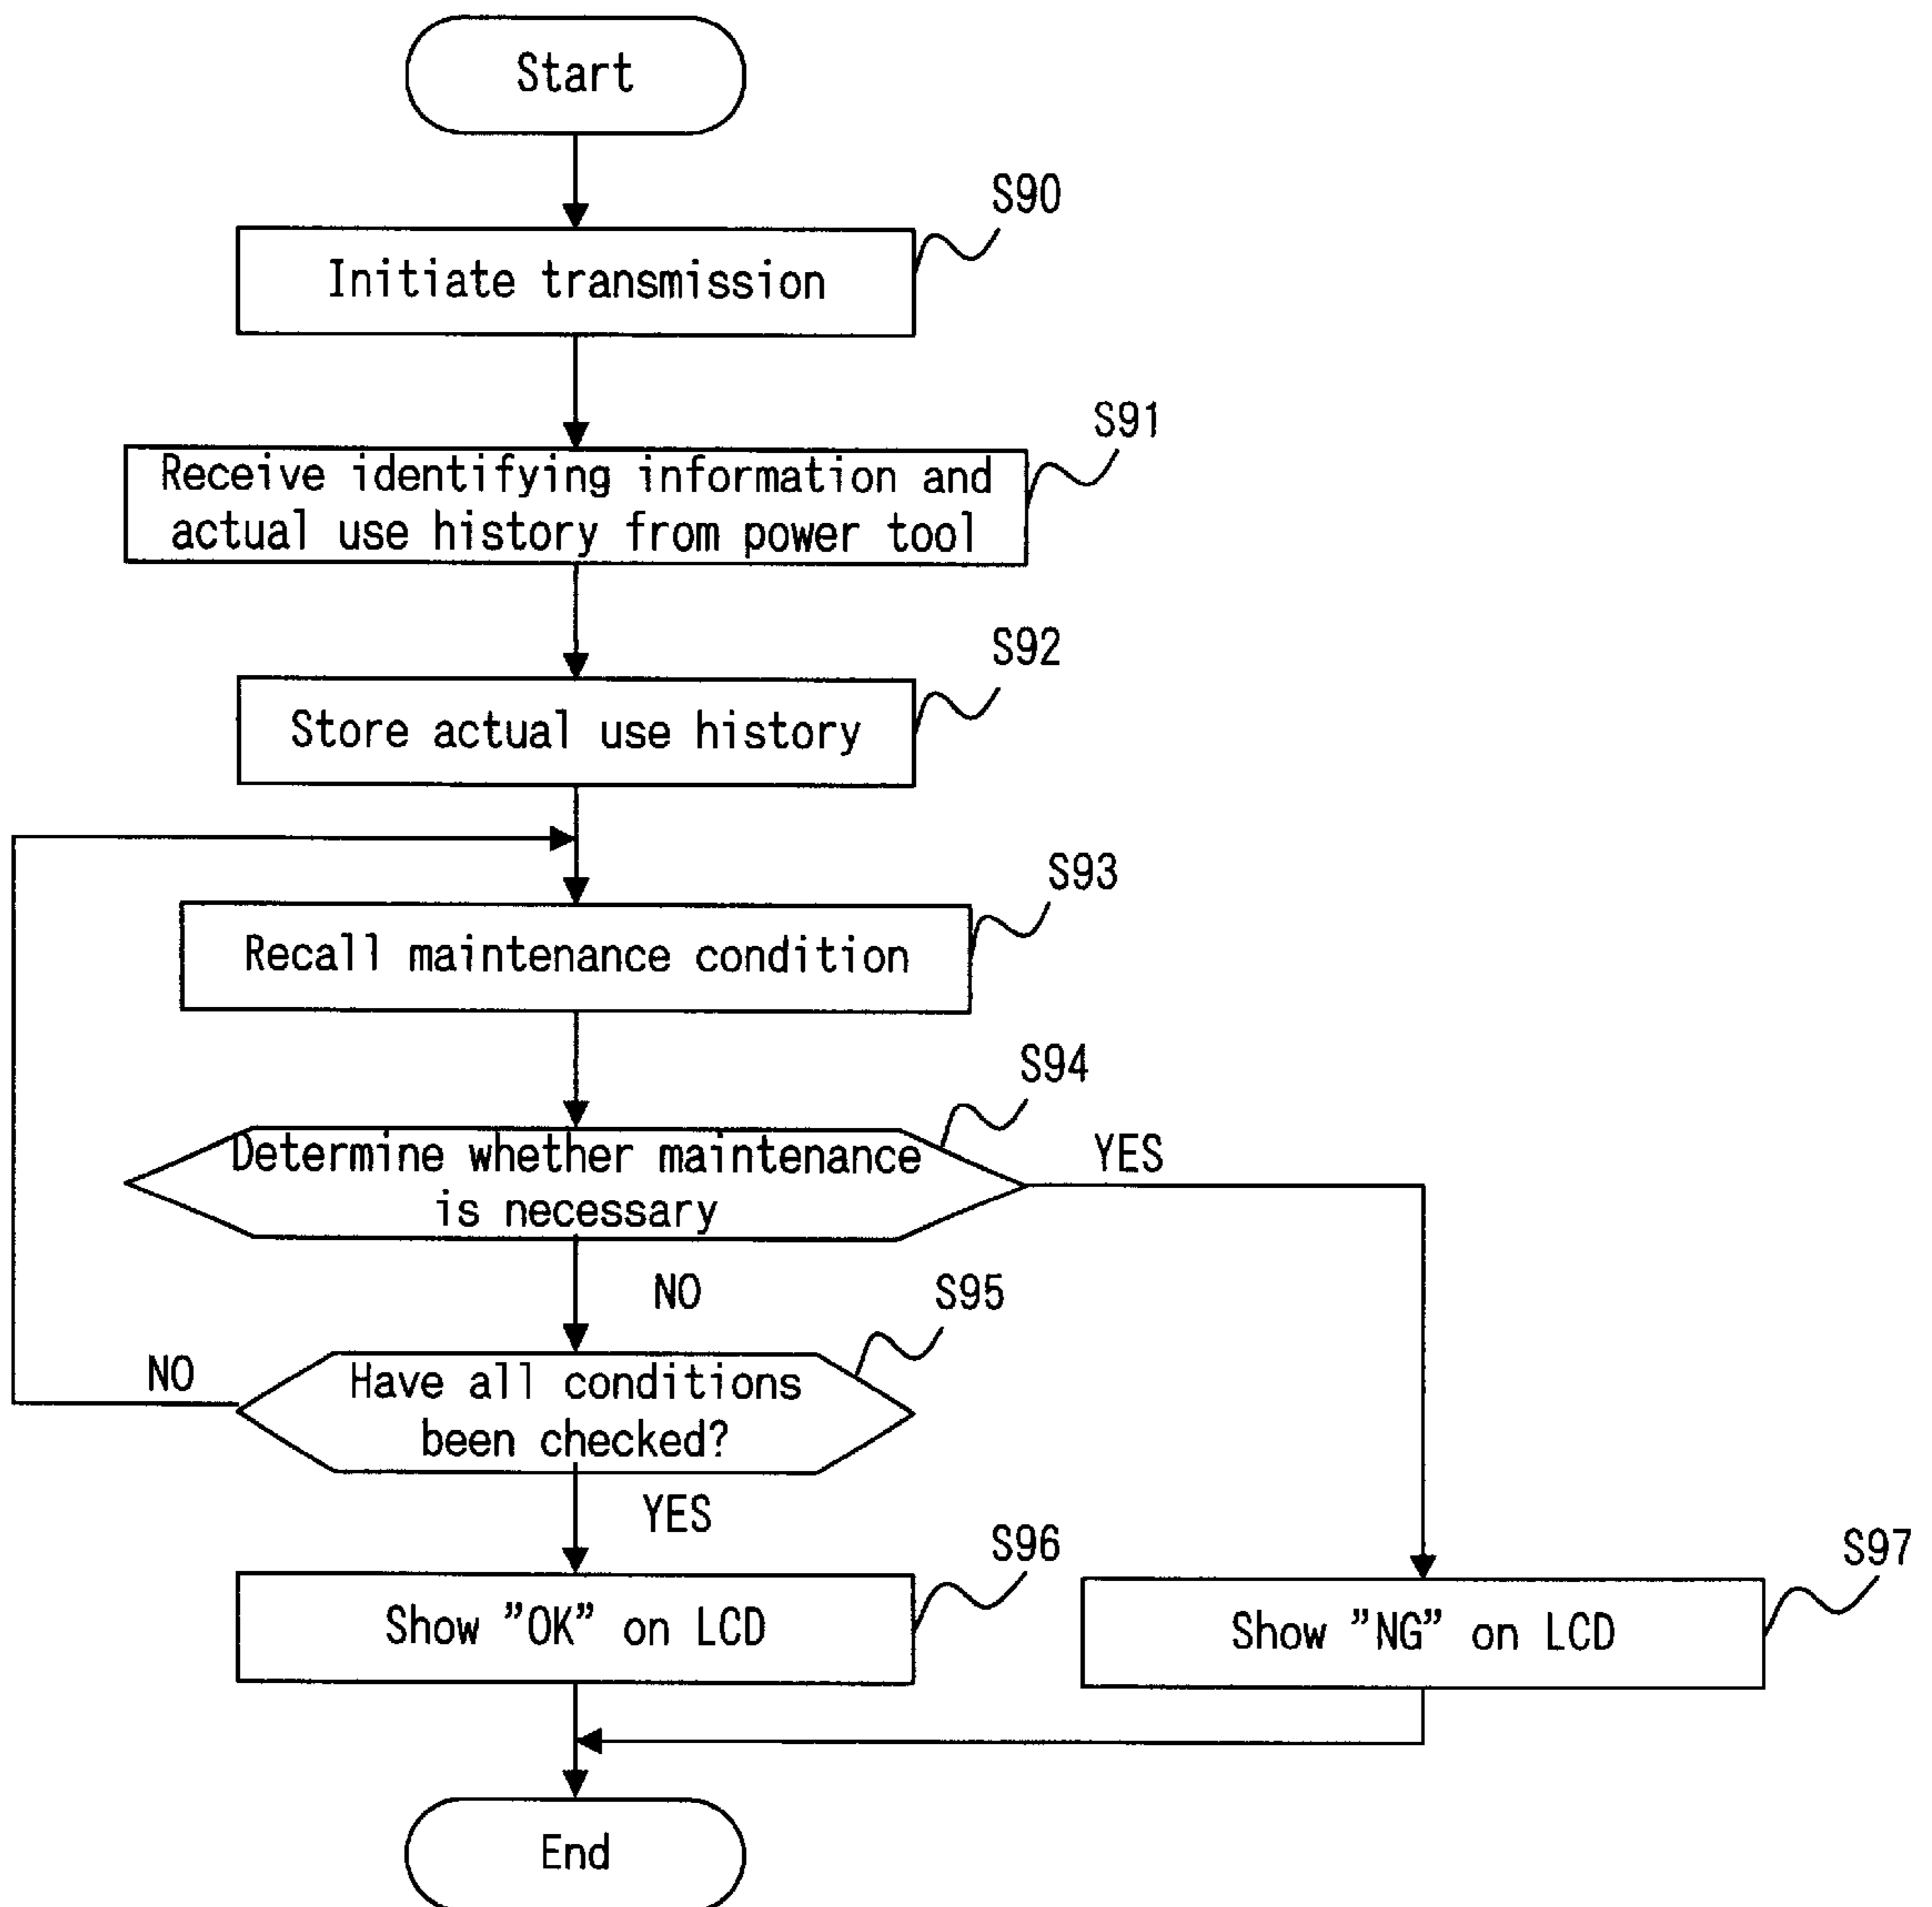 Start
S90
Initiate transmission
S91
Receive identifying information and
actual use history from power tool
S92
Store actual use history
S93
Recall maintenance condition
S94
Determine whether maintenance
is necessary
YES
NO
S95
Have all conditions
been checked?
NO
YES
S96
Show ”OK” on LCD
S97
Show ”NG” on LCD
End